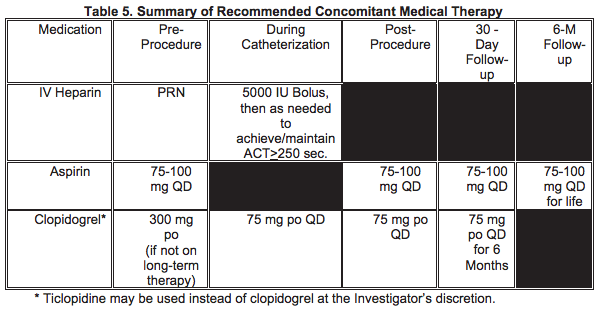 Table 5. Summary of Recommended Concomitant Medical Therapy
Medication
Pre-
Procedure
During
Catheterization
Post-
Procedure
30 -
Day
Follow-
up
6-M
Follow-
up
IV Heparin
PRN
5000 IU Bolus,
then as needed
to
achieve/maintain
ACT≥250 sec.
Aspirin
75-100
mg QD
75-100
mg QD
75-100
mg QD
75-100
mg QD
for life
Clopidogrel*
300 mg
po
(if not on
long-term
therapy)
75 mg po QD
75 mg po
QD
75 mg
po QD
for 6
Months
* Ticlopidine may be used instead of clopidogrel at the Investigator's discretion.